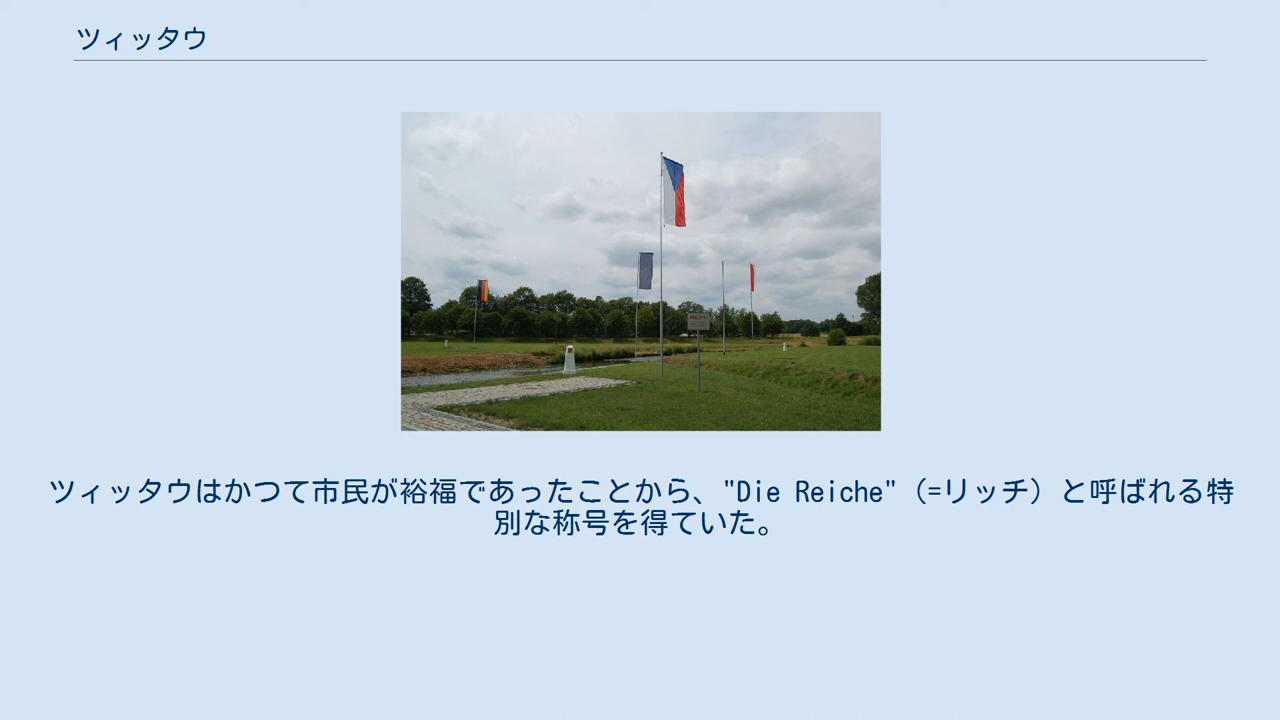 ツィッタウ
ツィッタウはかつて市民が裕福であったことから、"Die Reiche"（=リッチ）と呼ばれる特
別な称号を得ていた。